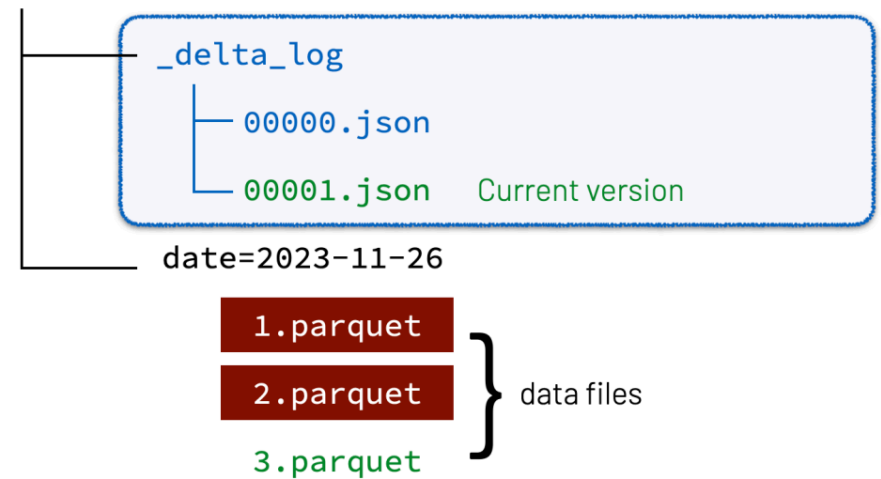 _delta_log
00000.json
00001.json Current version
date=2023-11-26
1.parquet
2.parquet
data files
3.parquet